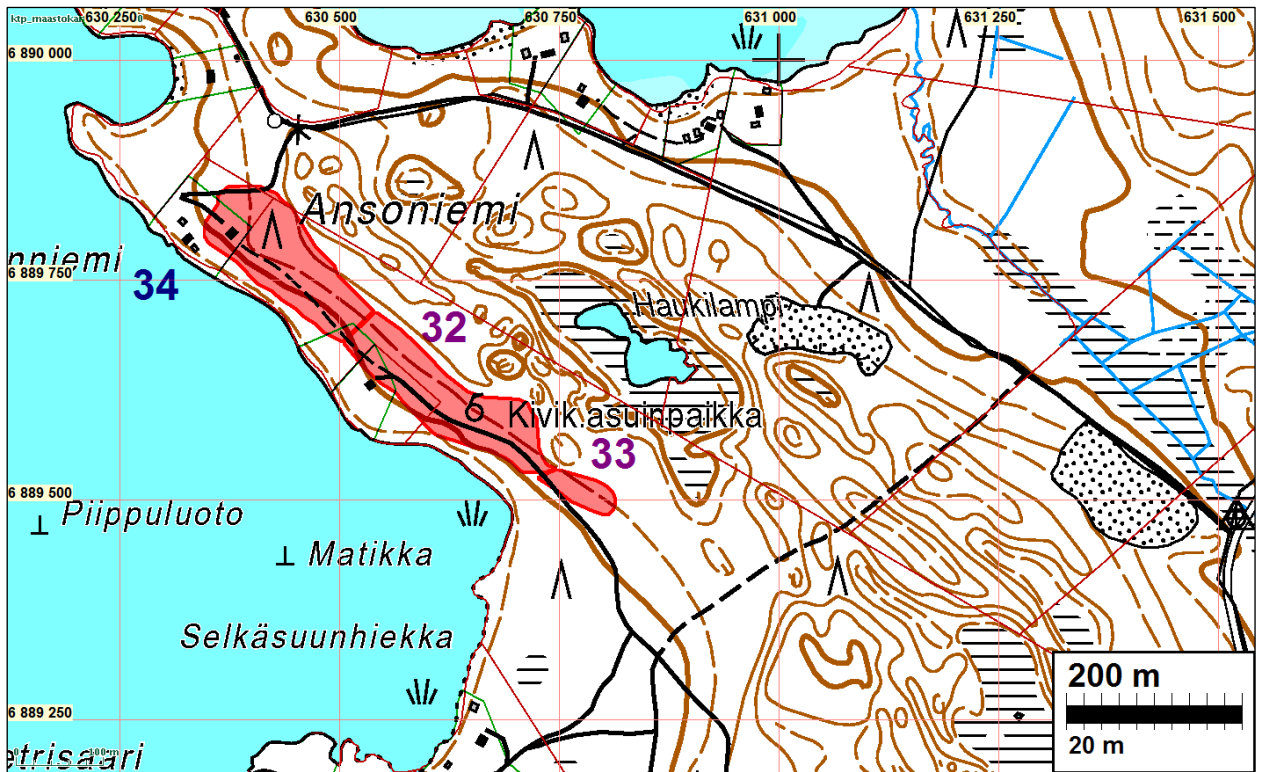 ktp_maastokar
630 250
630 500
630 750
631 000
631 250
631 500
6 890 000
Ansoniemi
nniemi
6 889 750
34
32
Haukilampi
Kivik.asuinpaikka
33
6 889 500
Piippuluoto
Matikka
Selkäsuunhiekka
200 m
6 889 250
20 m
etrisaari